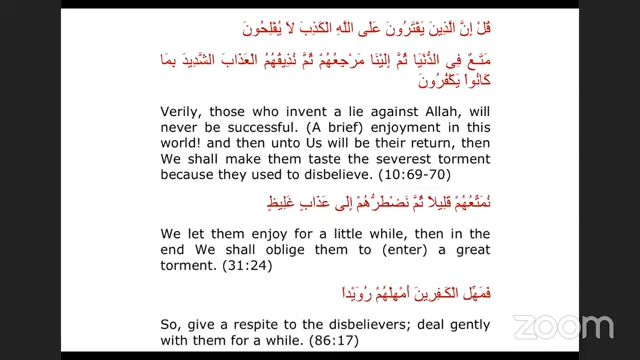 قُلْ إِنَّ الَّذِينَ يَفْتَرُونَ عَلَى اللَّهِ الْكَذِبَ لاَ يُفْلِحُونَ
مَتَـعٌ فِى الدُّنْيَا ثُمَّ إِلَيْنَا مَرْجِعُهُمْ ثُمَّ نُذِيقُهُمُ الْعَذَابَ الشَّدِيدَ بِمَا
كَانُواْ يَكْفُرُونَ
Verily, those who invent a lie against Allah, will
never be successful. (A brief) enjoyment in this
world! and then unto Us will be their return, then
We shall make them taste the severest torment
because they used to disbelieve. (10:69-70)
نُمَتِّعُهُمْ قَلِيلاً ثُمَّ نَضْطَرُّهُمْ إِلَى عَذَابٍ غَلِيظٍ
We let them enjoy for a little while, then in the
end We shall oblige them to (enter) a great
torment. (31:24)
فَمَهِّلِ الْكَـفِرِينَ أَمْهِلْهُمْ رُوَيْداً
So, give a respite to the disbelievers; deal gently
with them for a while. (86:17)
zoom